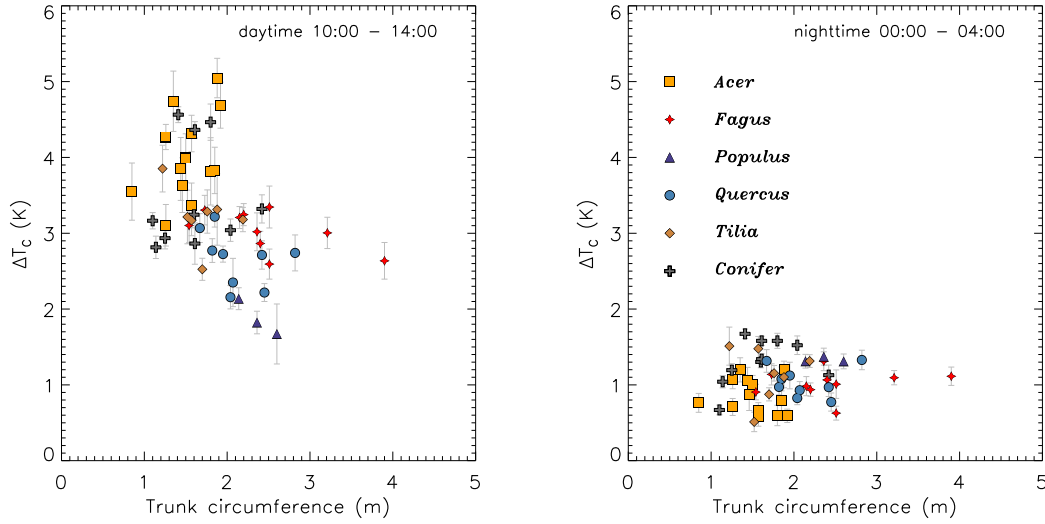 daytime 10:00 – 14:00
6
5
4
3
2
1
0
ΔT_C (K)
0 1 2 3 4 5
Trunk circumference (m)
nighttime 00:00 – 04:00
6
5
4
3
2
1
0
ΔT_C (K)
Acer
Fagus
Populus
Quercus
Tilia
Conifer
0 1 2 3 4 5
Trunk circumference (m)